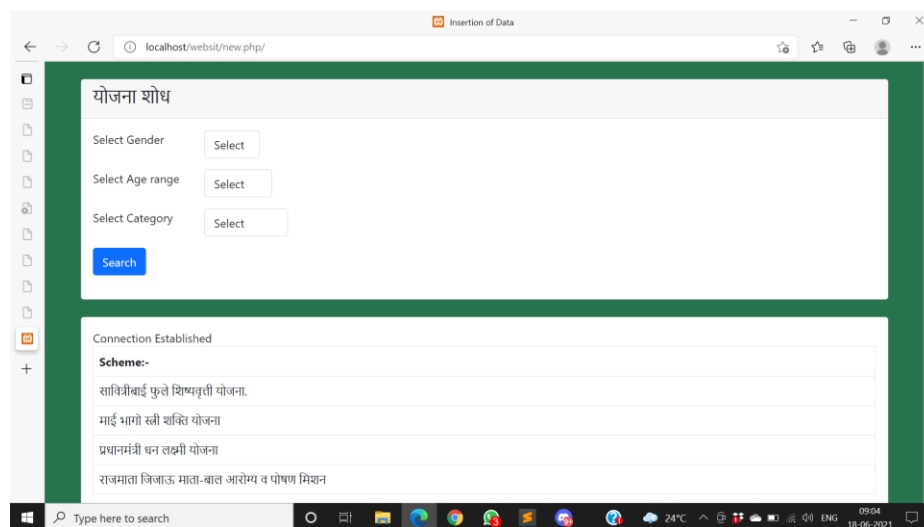 Insertion of Data
localhost/websit/new.php/
योजना शोध
Select Gender Select
Select Age range Select
Select Category Select
Search
Connection Established
Scheme:-
सावित्रीबाई फुले शिष्यवृत्ती योजना.
माई भागो स्त्री शक्ति योजना
प्रधानमंत्री धन लक्ष्मी योजना
राजमाता जिजाऊ माता-बाल आरोग्य व पोषण मिशन
Type here to search 24°C ENG 09:04
18-06-2021